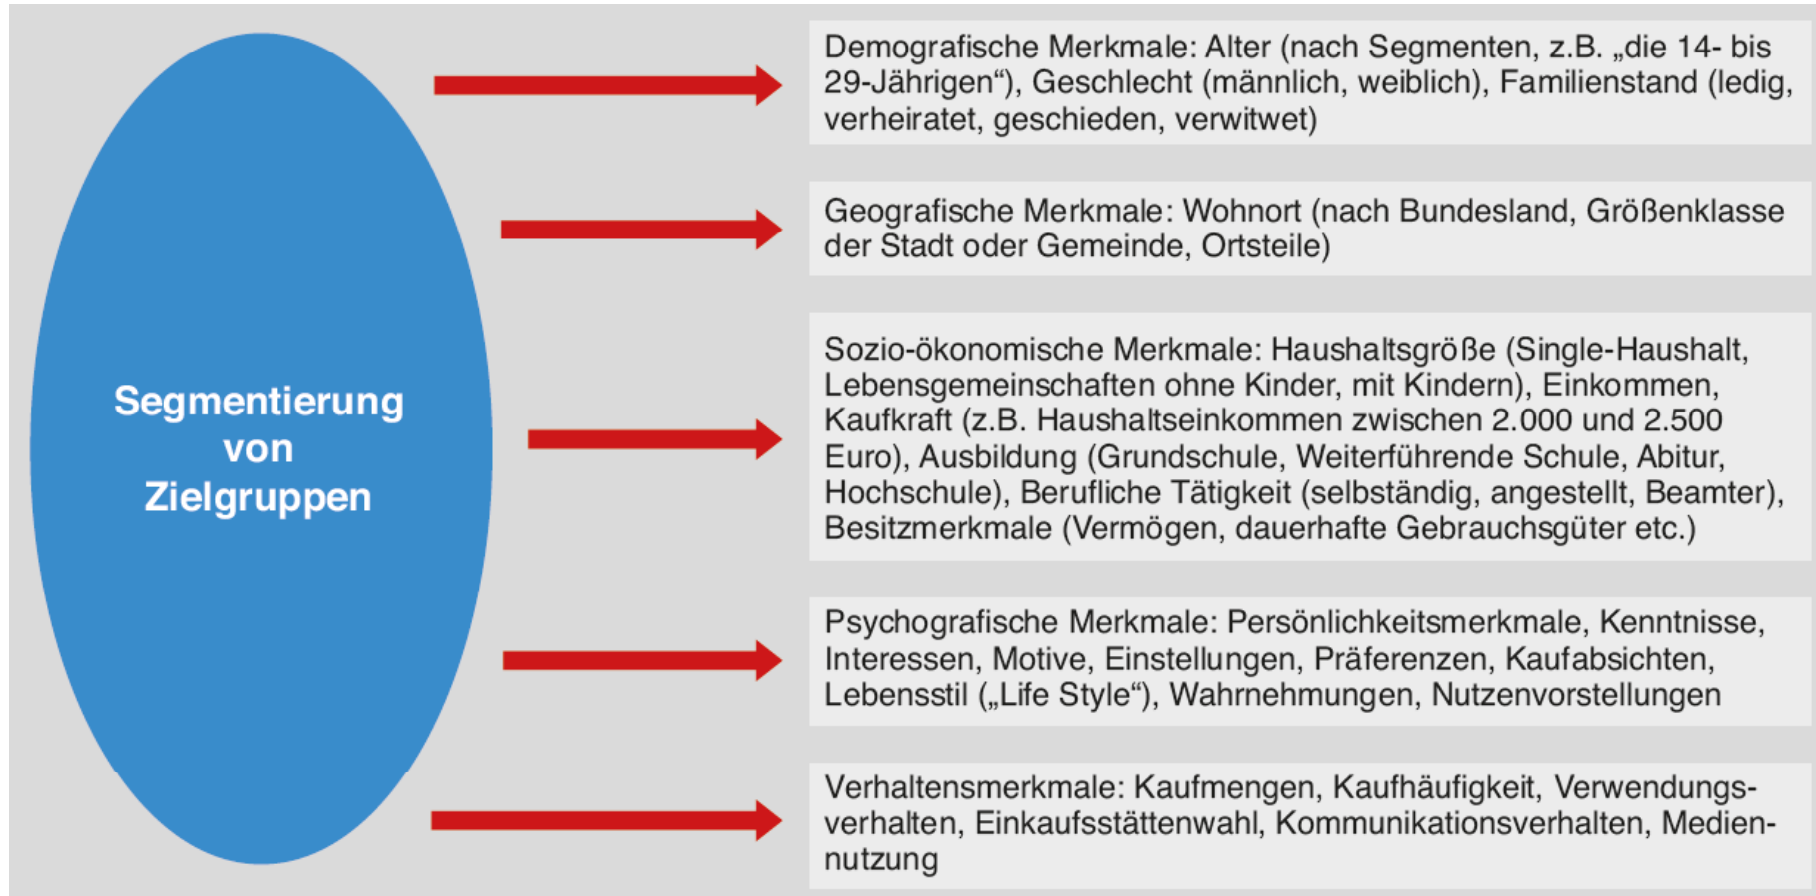 Segmentierung
von
Zielgruppen
Demografische Merkmale: Alter (nach Segmenten, z.B. „die 14- bis
29-Jährigen“), Geschlecht (männlich, weiblich), Familienstand (ledig,
verheiratet, geschieden, verwitwet)
Geografische Merkmale: Wohnort (nach Bundesland, Größenklasse
der Stadt oder Gemeinde, Ortsteile)
Sozio-ökonomische Merkmale: Haushaltsgröße (Single-Haushalt,
Lebensgemeinschaften ohne Kinder, mit Kindern), Einkommen,
Kaufkraft (z.B. Haushaltseinkommen zwischen 2.000 und 2.500
Euro), Ausbildung (Grundschule, Weiterführende Schule, Abitur,
Hochschule), Berufliche Tätigkeit (selbständig, angestellt, Beamter),
Besitzmerkmale (Vermögen, dauerhafte Gebrauchsgüter etc.)
Psychografische Merkmale: Persönlichkeitsmerkmale, Kenntnisse,
Interessen, Motive, Einstellungen, Präferenzen, Kaufabsichten,
Lebensstil („Life Style“), Wahrnehmungen, Nutzenvorstellungen
Verhaltensmerkmale: Kaufmengen, Kaufhäufigkeit, Verwendungs-
verhalten, Einkaufsstättenwahl, Kommunikationsverhalten, Medien-
nutzung